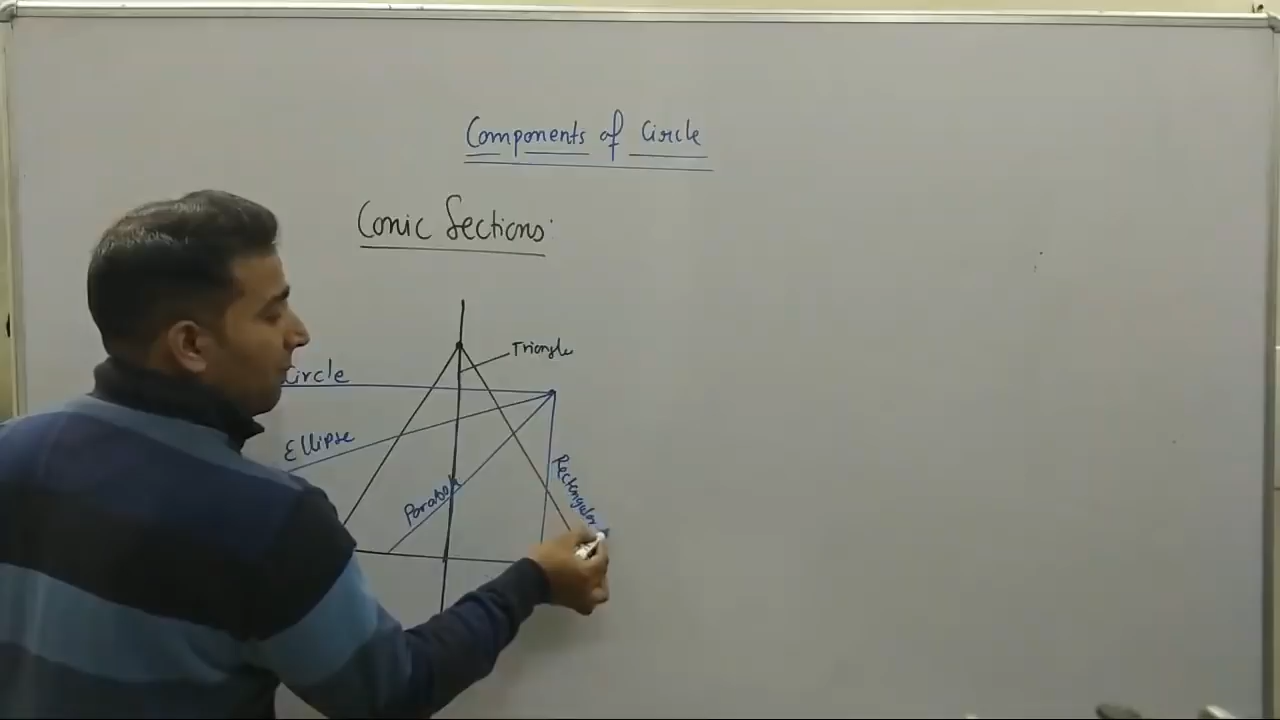 Components of Circle
Conic Sections:
Triangle
Circle
Ellipse
Parabola
Rectangular